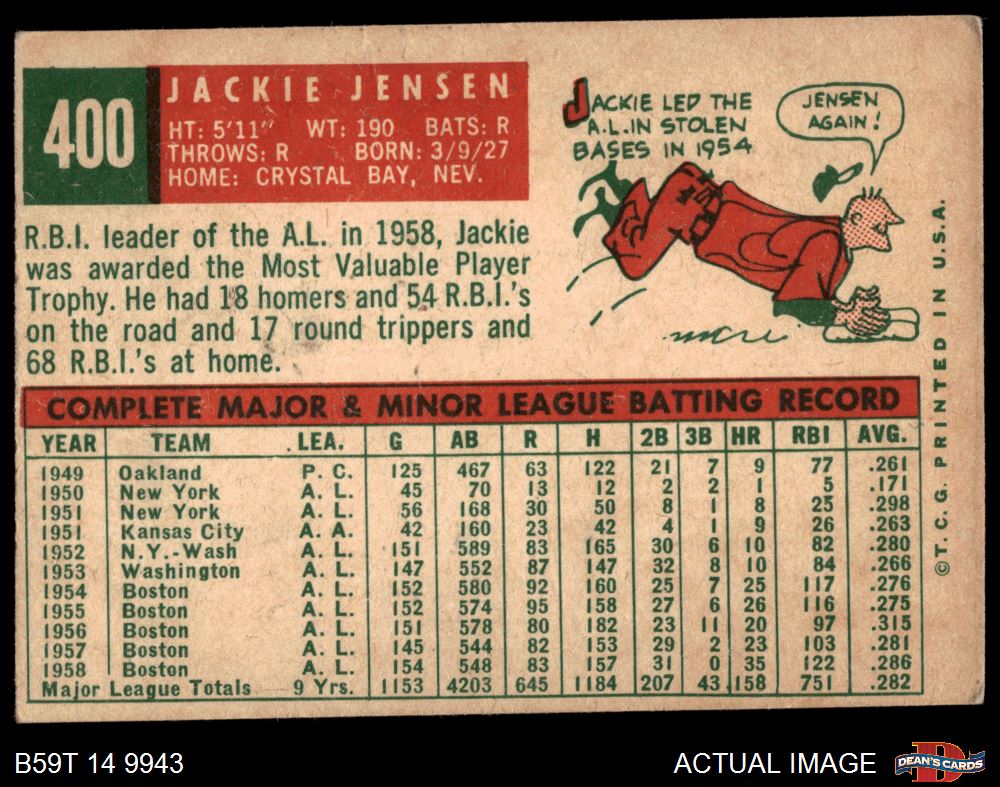 400
JACKIE JENSEN
HT: 5'11" WT: 190 BATS: R
THROWS: R BORN: 3/9/27
HOME: CRYSTAL BAY, NEV.
JACKIE LED THE
A.L. IN STOLEN
BASES IN 1954
JENSEN
AGAIN!
R.B.I. leader of the A.L. in 1958, Jackie
was awarded the Most Valuable Player
Trophy. He had 18 homers and 54 R.B.I.'s
on the road and 17 round trippers and
68 R.B.I.'s at home.
COMPLETE MAJOR & MINOR LEAGUE BATTING RECORD
YEAR TEAM LEA. G AB R H 2B 3B HR RBI AVG.
1949 Oakland P. C. 125 467 63 122 21 7 9 77 .261
1950 New York A. L. 45 70 13 12 2 2 1 5 .171
1951 New York A. L. 56 168 30 50 8 1 8 25 .298
1951 Kansas City A. A. 42 160 23 42 4 1 9 26 .263
1952 N.Y.-Wash A. L. 151 589 83 165 30 6 10 82 .280
1953 Washington A. L. 147 552 87 147 32 8 10 84 .266
1954 Boston A. L. 152 580 92 160 25 7 25 117 .276
1955 Boston A. L. 152 574 95 158 27 6 26 116 .275
1956 Boston A. L. 151 578 80 182 23 11 20 97 .315
1957 Boston A. L. 145 544 82 153 29 2 23 103 .281
1958 Boston A. L. 154 548 83 157 31 0 35 122 .286
Major League Totals 9 Yrs. 1153 4203 645 1184 207 43 158 751 .282
© T. C. G. PRINTED IN U.S.A.
B59T 14 9943
ACTUAL IMAGE
DEAN'S CARDS